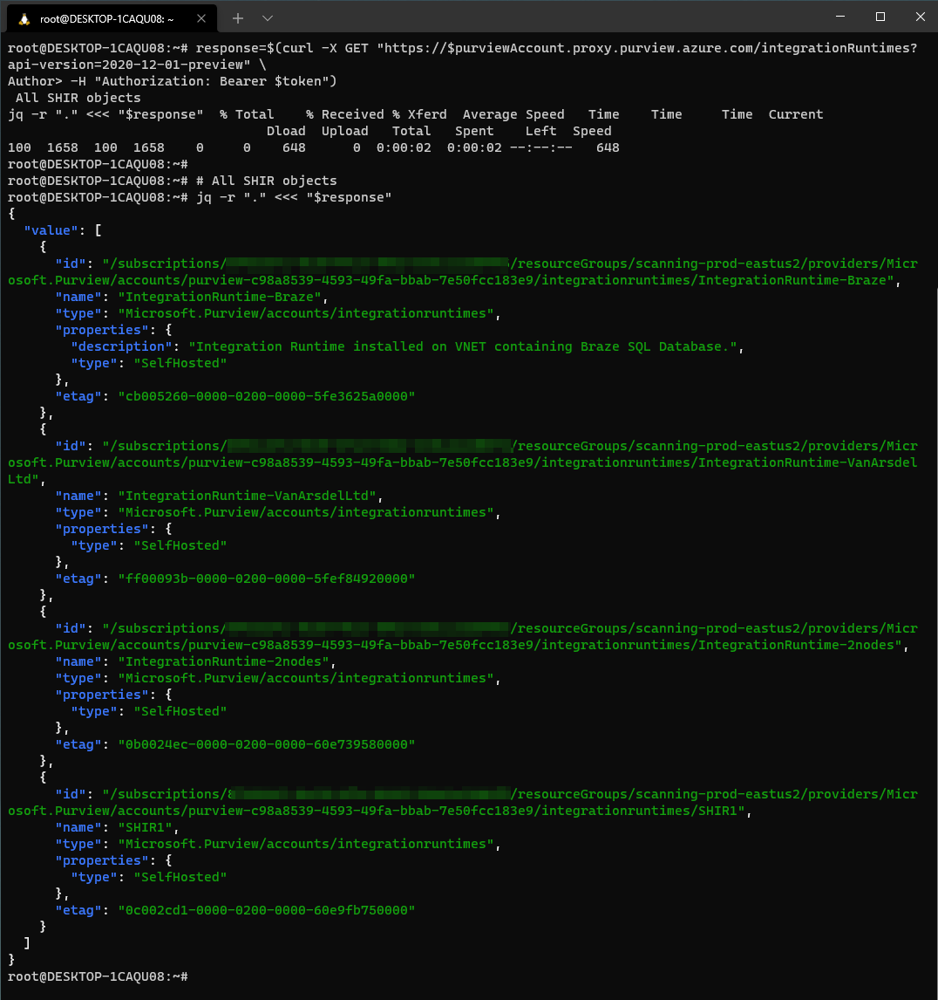 root@DESKTOP-1CAQU08: ~
root@DESKTOP-1CAQU08:~# response=$(curl -X GET "https://$purviewAccount.proxy.purview.azure.com/integrationRuntimes?
api-version=2020-12-01-preview" \
Author> -H "Authorization: Bearer $token")
 All SHIR objects
jq -r "." <<< "$response"  % Total    % Received % Xferd  Average Speed   Time    Time     Time  Current
                                 Dload  Upload   Total   Spent    Left  Speed
100  1658  100  1658    0     0    648      0  0:00:02  0:00:02 --:--:--   648
root@DESKTOP-1CAQU08:~#
root@DESKTOP-1CAQU08:~# # All SHIR objects
root@DESKTOP-1CAQU08:~# jq -r "." <<< "$response"
{
  "value": [
    {
      "id": "/subscriptions/ /resourceGroups/scanning-prod-eastus2/providers/Micr
osoft.Purview/accounts/purview-c98a8539-4593-49fa-bbab-7e50fcc183e9/integrationruntimes/IntegrationRuntime-Braze",
      "name": "IntegrationRuntime-Braze",
      "type": "Microsoft.Purview/accounts/integrationruntimes",
      "properties": {
        "description": "Integration Runtime installed on VNET containing Braze SQL Database.",
        "type": "SelfHosted"
      },
      "etag": "cb005260-0000-0200-0000-5fe3625a0000"
    },
    {
      "id": "/subscriptions/ /resourceGroups/scanning-prod-eastus2/providers/Micr
osoft.Purview/accounts/purview-c98a8539-4593-49fa-bbab-7e50fcc183e9/integrationruntimes/IntegrationRuntime-VanArsdel
Ltd",
      "name": "IntegrationRuntime-VanArsdelLtd",
      "type": "Microsoft.Purview/accounts/integrationruntimes",
      "properties": {
        "type": "SelfHosted"
      },
      "etag": "ff00093b-0000-0200-0000-5fef84920000"
    },
    {
      "id": "/subscriptions/ /resourceGroups/scanning-prod-eastus2/providers/Micr
osoft.Purview/accounts/purview-c98a8539-4593-49fa-bbab-7e50fcc183e9/integrationruntimes/IntegrationRuntime-2nodes",
      "name": "IntegrationRuntime-2nodes",
      "type": "Microsoft.Purview/accounts/integrationruntimes",
      "properties": {
        "type": "SelfHosted"
      },
      "etag": "0b0024ec-0000-0200-0000-60e739580000"
    },
    {
      "id": "/subscriptions/ /resourceGroups/scanning-prod-eastus2/providers/Micr
osoft.Purview/accounts/purview-c98a8539-4593-49fa-bbab-7e50fcc183e9/integrationruntimes/SHIR1",
      "name": "SHIR1",
      "type": "Microsoft.Purview/accounts/integrationruntimes",
      "properties": {
        "type": "SelfHosted"
      },
      "etag": "0c002cd1-0000-0200-0000-60e9fb750000"
    }
  ]
}
root@DESKTOP-1CAQU08:~#